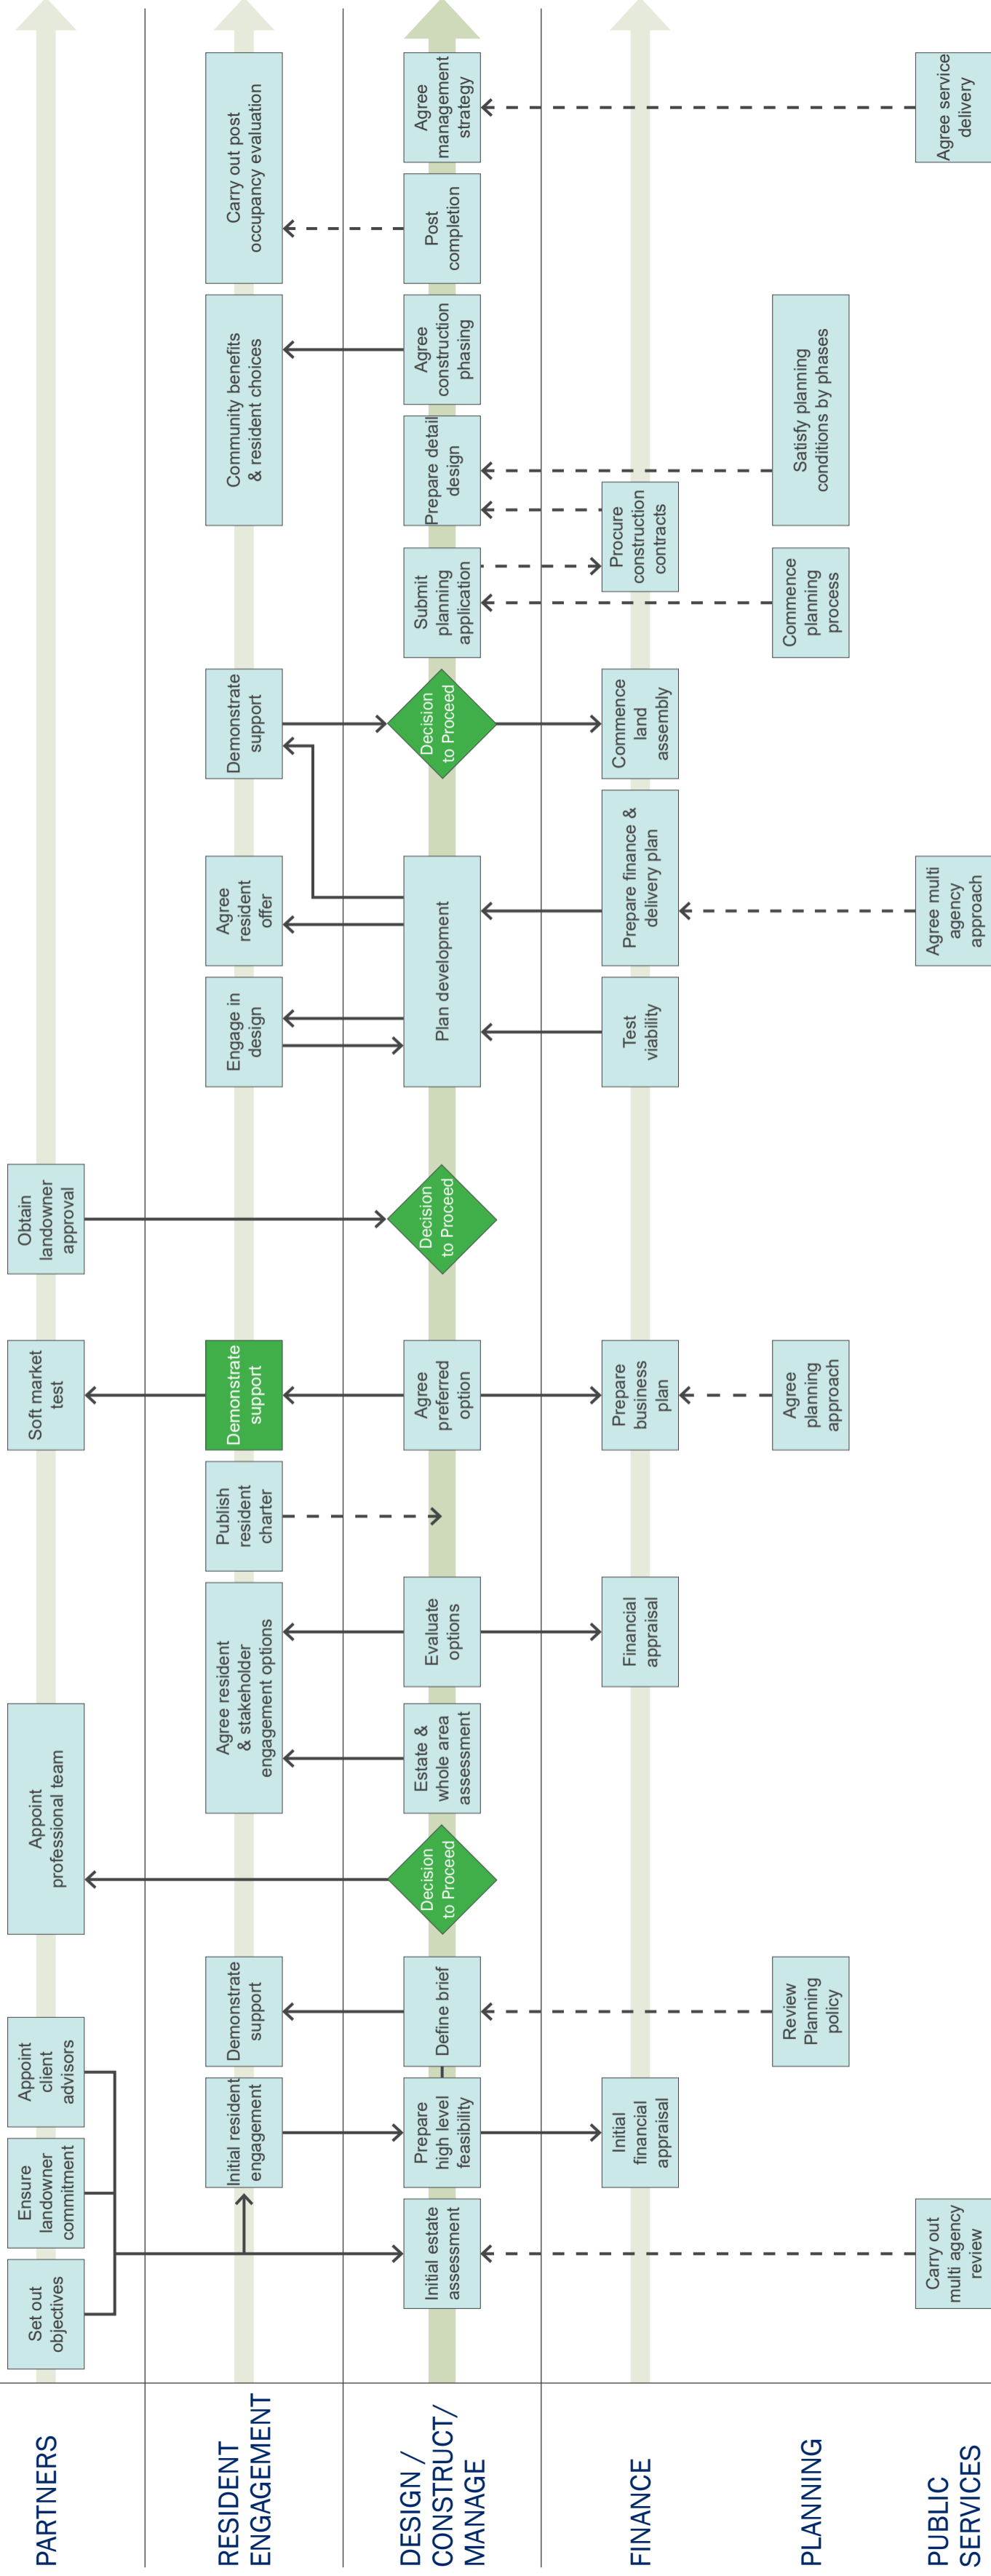 PARTNERS
Set out
objectives
Ensure
landowner
commitment
Appoint
client
advisors
Appoint
professional team
Soft market
test
Obtain
landowner
approval
RESIDENT
ENGAGEMENT
Initial resident
engagement
Demonstrate
support
Agree resident
& stakeholder
engagement options
Publish
resident
charter
Demonstrate
support
Engage in
design
Agree
resident
offer
Demonstrate
support
Community benefits
& resident choices
Carry out post
occupancy evaluation
DESIGN /
CONSTRUCT/
MANAGE
Initial estate
assessment
Prepare
high level
feasibility
Define brief
Decision
to Proceed
Estate &
whole area
assessment
Evaluate
options
Agree
preferred
option
Decision
to Proceed
Plan development
Decision
to Proceed
Submit
planning
application
Prepare detail
design
Agree
construction
phasing
Post
completion
Agree
management
strategy
FINANCE
Initial
financial
appraisal
Financial
appraisal
Prepare
business
plan
Test
viability
Prepare finance &
delivery plan
Commence
land
assembly
Procure
construction
contracts
PLANNING
Review
Planning
policy
Agree
planning
approach
Commence
planning
process
Satisfy planning
conditions by phases
PUBLIC
SERVICES
Carry out
multi agency
review
Agree multi
agency
approach
Agree service
delivery